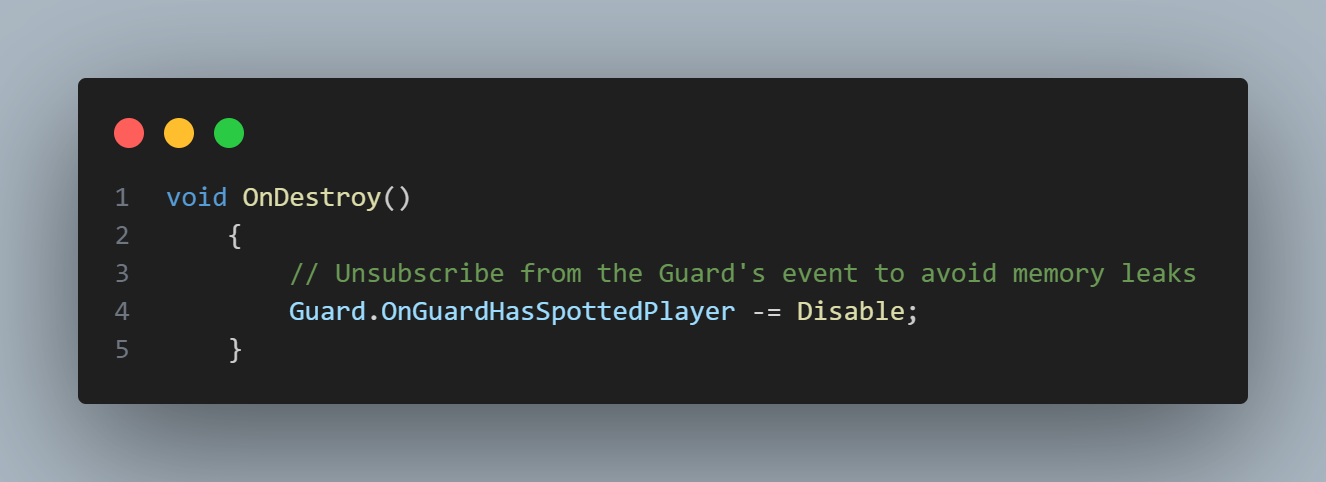 1 void OnDestroy()
2 {
3 // Unsubscribe from the Guard's event to avoid memory leaks
4 Guard.OnGuardHasSpottedPlayer -= Disable;
5 }